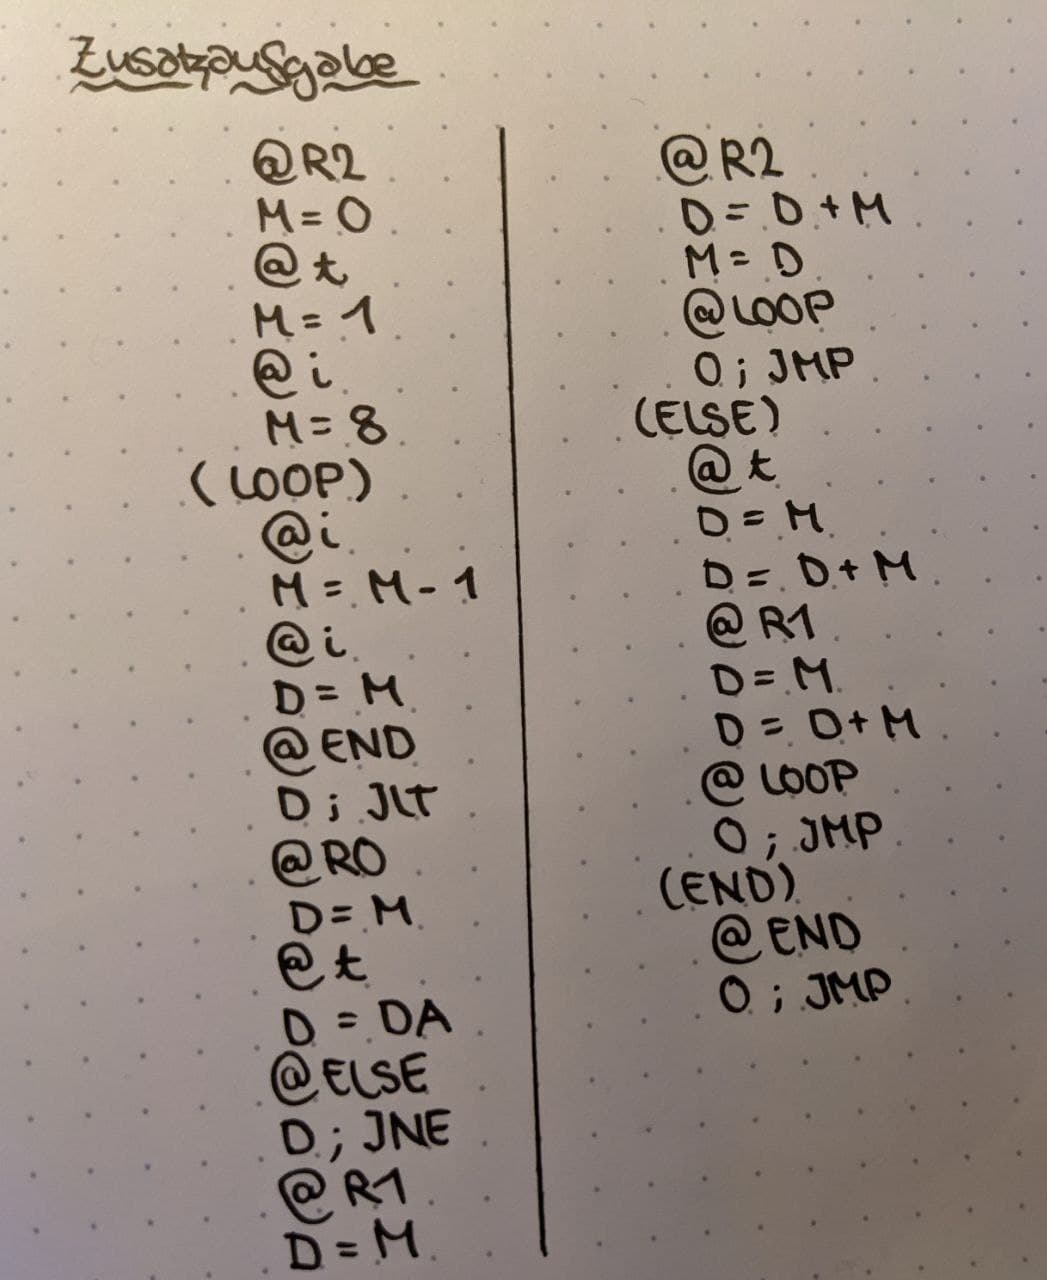 Zusatzaufgabe
@R2
M=0
@t
M=1
@i
M=8
(LOOP)
@i
M=M-1
@i
D=M
@END
D; JLT
@R0
D=M
@t
D=DA
@ELSE
D; JNE
@R1
D=M
@R2
D=D+M
M=D
@LOOP
0; JMP
(ELSE)
@t
D=M
D=D+M
@R1
D=M
D=D+M
@LOOP
0; JMP
(END)
@END
0; JMP